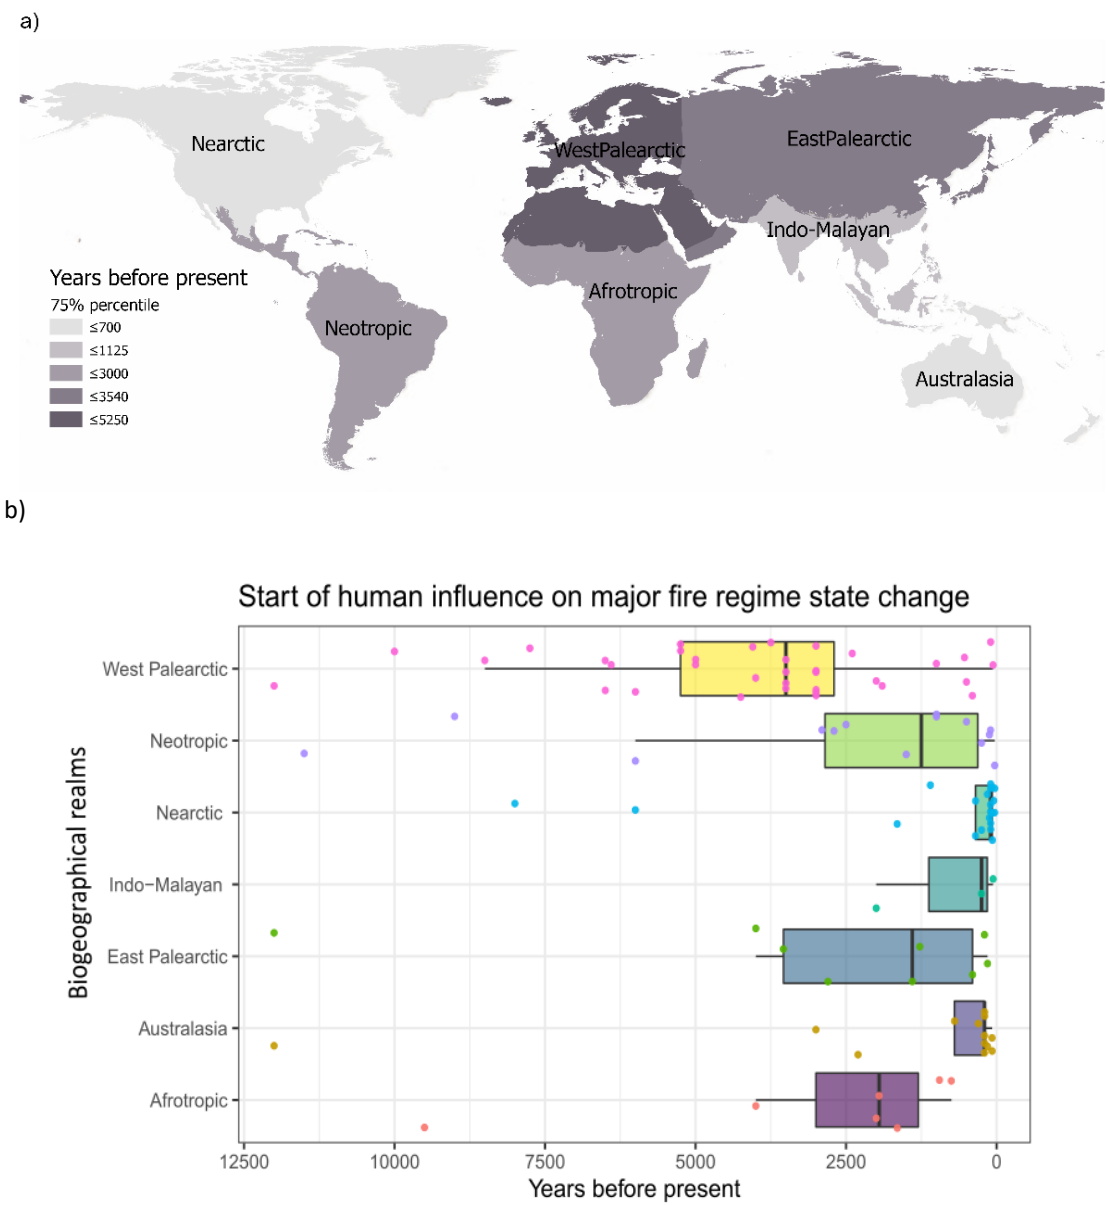 a)
Nearctic
WestPalearctic
EastPalearctic
Indo-Malayan
Afrotropic
Neotropic
Australasia
Years before present
75% percentile
≤700
≤1125
≤3000
≤3540
≤5250
b)
Start of human influence on major fire regime state change
Biogeographical realms
West Palearctic
Neotropic
Nearctic
Indo−Malayan
East Palearctic
Australasia
Afrotropic
12500 10000 7500 5000 2500 0
Years before present